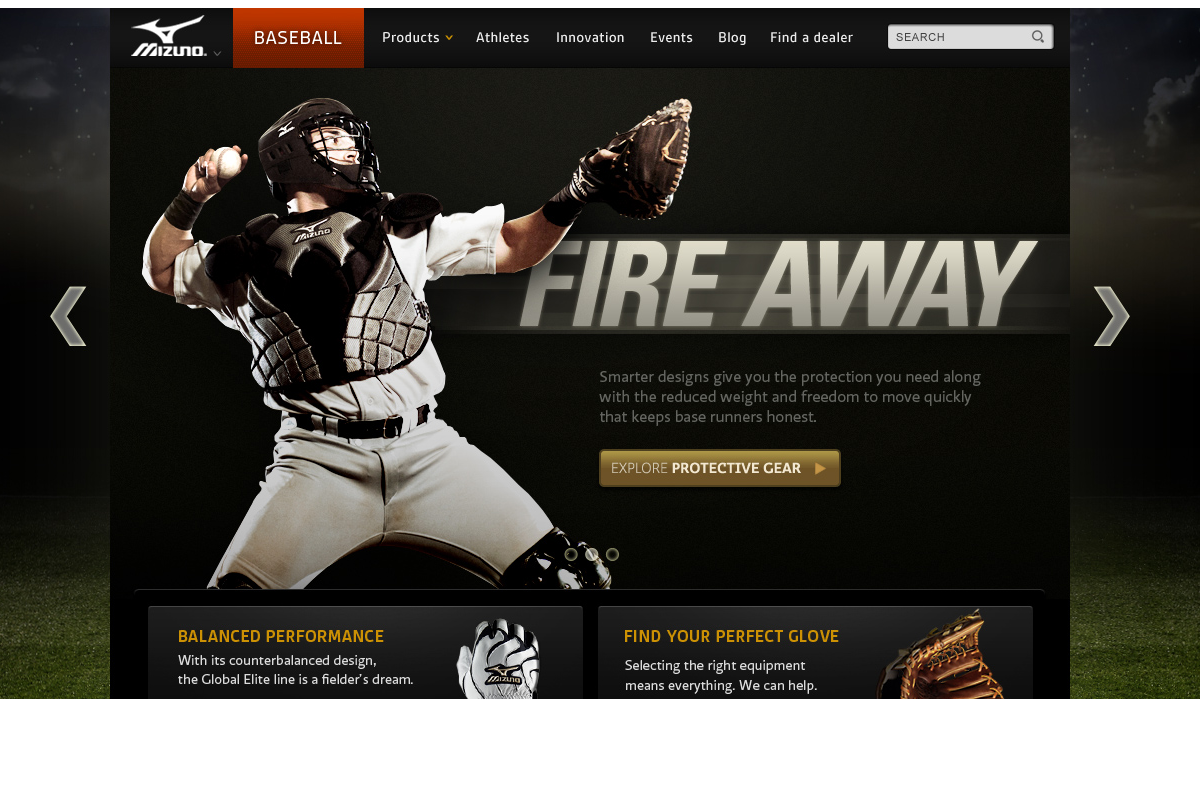 MIZUNO
BASEBALL
Products
Athletes
Innovation
Events
Blog
Find a dealer
SEARCH
MIZUNO
FIRE AWAY
Smarter designs give you the protection you need along
with the reduced weight and freedom to move quickly
that keeps base runners honest.
EXPLORE PROTECTIVE GEAR
BALANCED PERFORMANCE
With its counterbalanced design,
the Global Elite line is a fielder's dream.
MIZUNO
FIND YOUR PERFECT GLOVE
Selecting the right equipment
means everything. We can help.